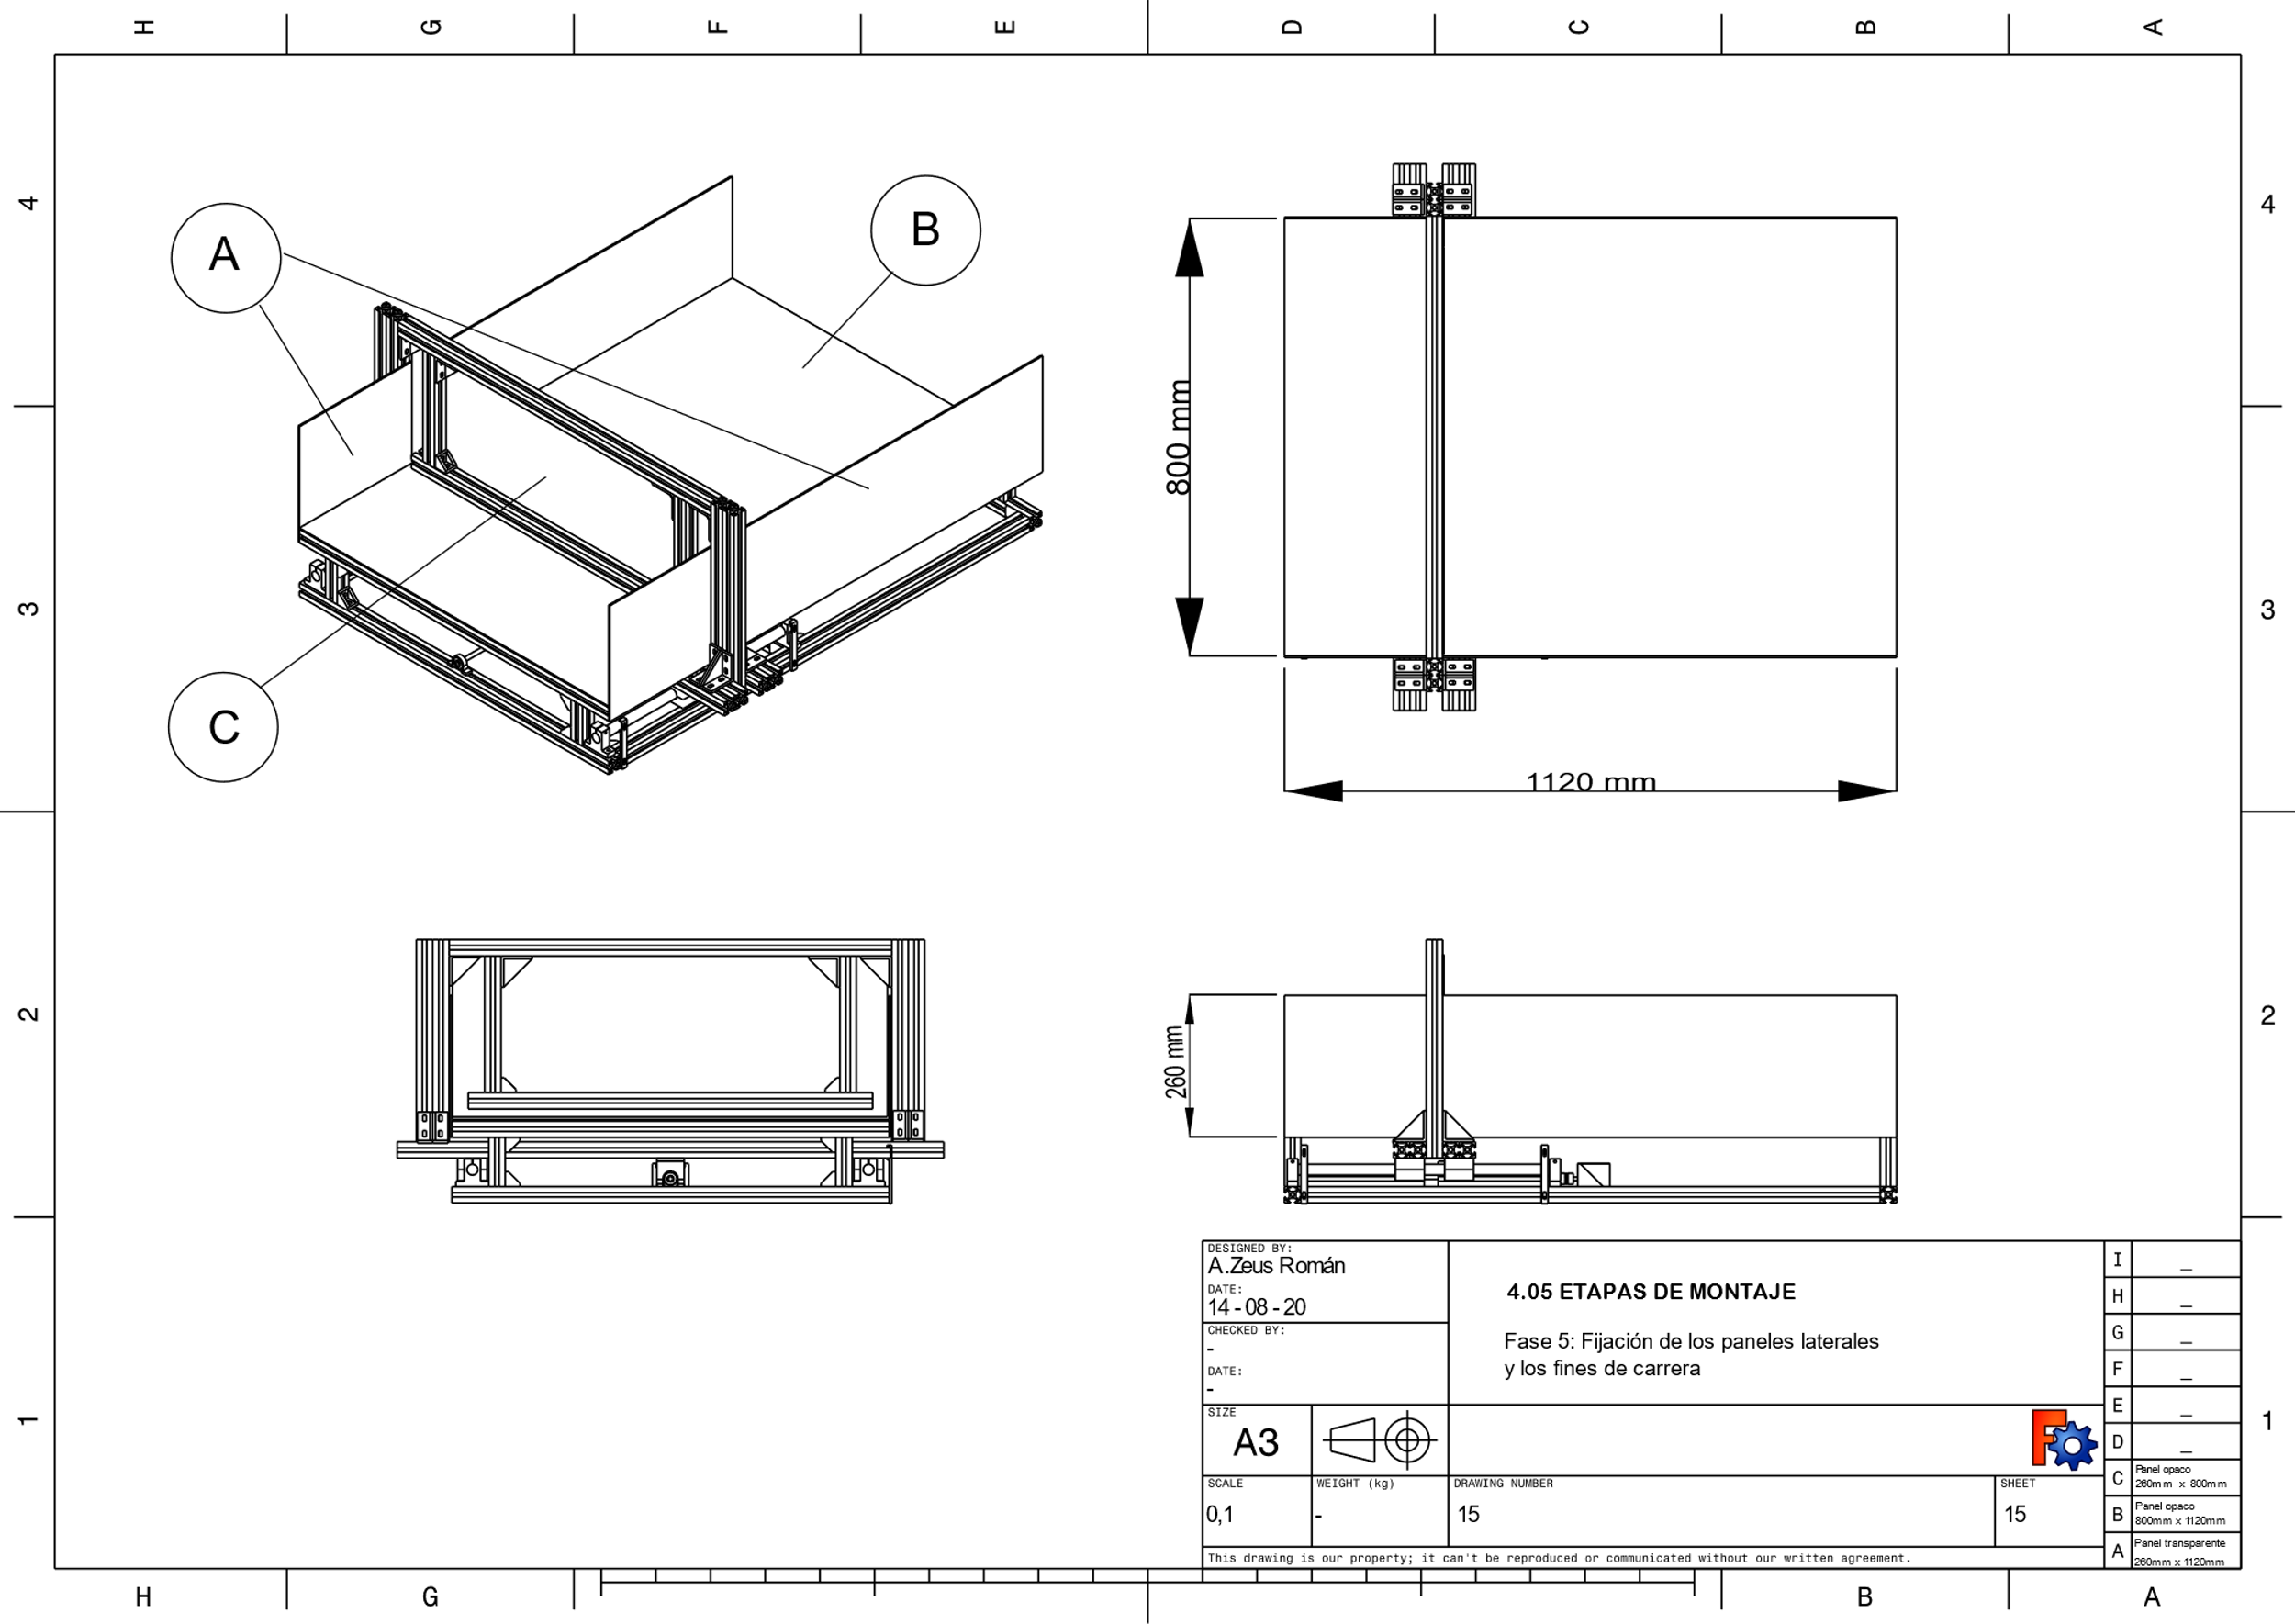 H G F E D C B A
4 4
A
B
800 mm
3 3
C
1120 mm
2 2
260 mm
DESIGNED BY:
A.Zeus Román
DATE:
14 - 08 - 20
CHECKED BY:
-
DATE:
-
SIZE
A3
SCALE
0,1
WEIGHT (kg)
-
4.05 ETAPAS DE MONTAJE
Fase 5: Fijación de los paneles laterales
y los fines de carrera
DRAWING NUMBER
15
SHEET
15
This drawing is our property; it can't be reproduced or communicated without our written agreement.
I _
H _
G _
F _
E _
D _
C Panel opaco
260mm x 800mm
B Panel opaco
800mm x 1120mm
A Panel transparente
260mm x 1120mm
1 1
H G B A